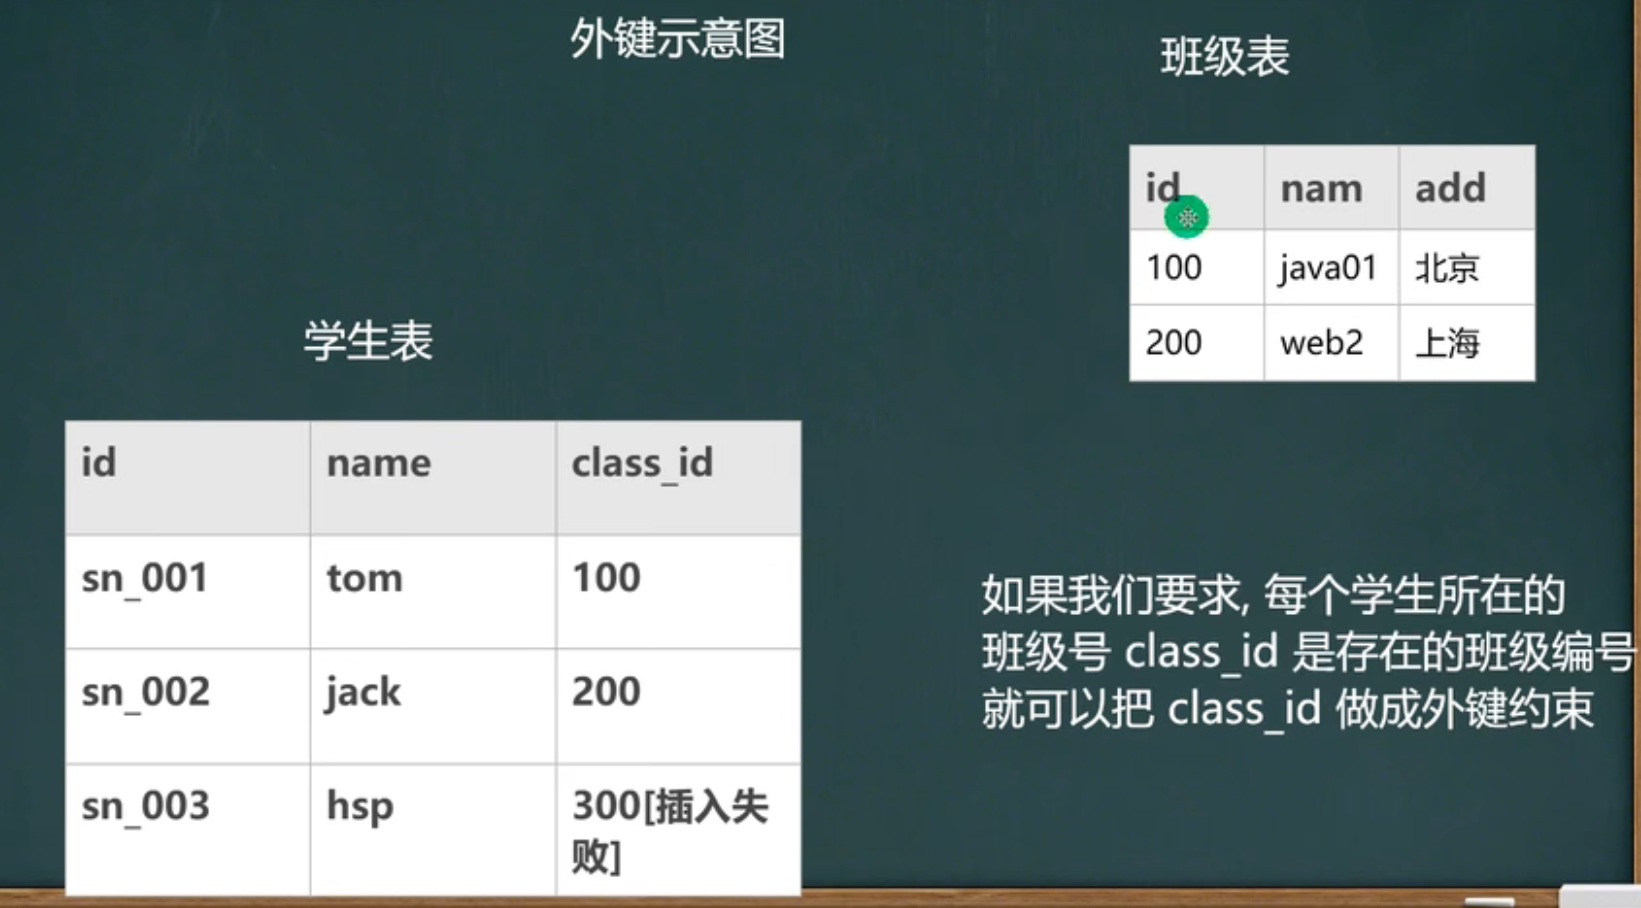 外键示意图
班级表
id nam add
100 java01 北京
200 web2 上海
学生表
id name class_id
sn_001 tom 100
sn_002 jack 200
sn_003 hsp 300[插入失
败]
如果我们要求, 每个学生所在的
班级号 class_id 是存在的班级编号
就可以把 class_id 做成外键约束